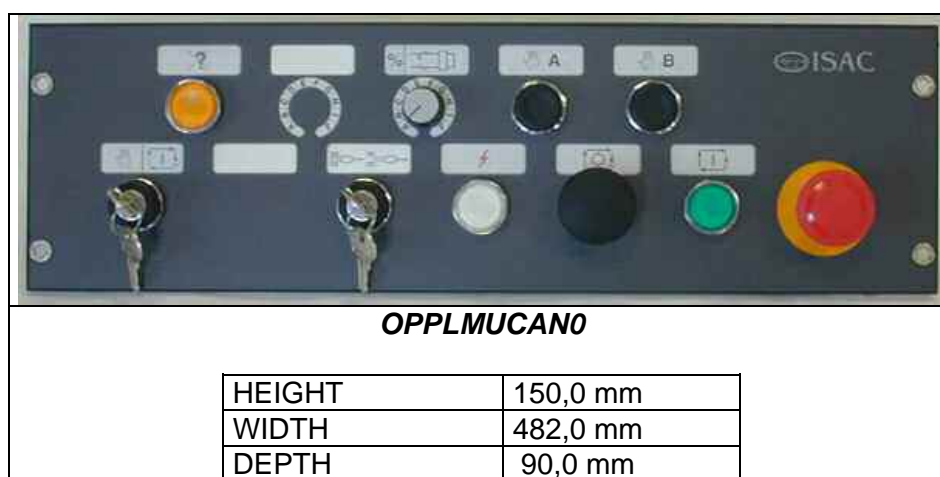 ?
%
A
B
ISAC
OPPLMUCAN0
HEIGHT 150,0 mm
WIDTH 482,0 mm
DEPTH 90,0 mm